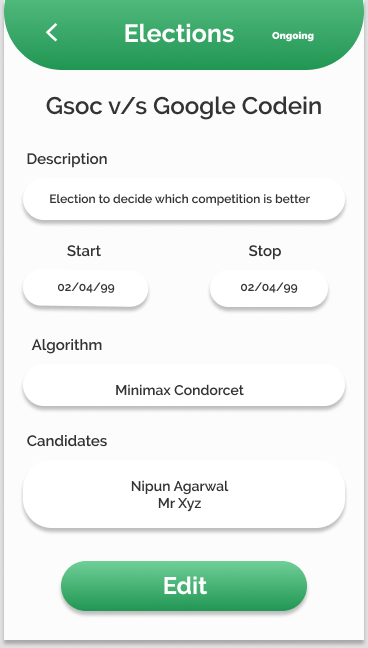 Elections
Ongoing
Gsoc v/s Google Codein
Description
Election to decide which competition is better
Start
Stop
02/04/99
02/04/99
Algorithm
Minimax Condorcet
Candidates
Nipun Agarwal
Mr Xyz
Edit